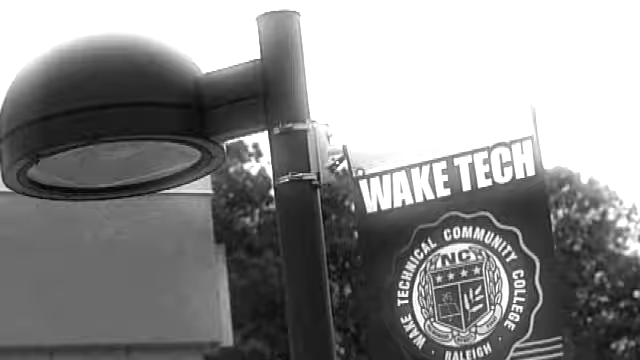 WAKE TECH
WAKE TECHNICAL COMMUNITY COLLEGE
NC
RALEIGH